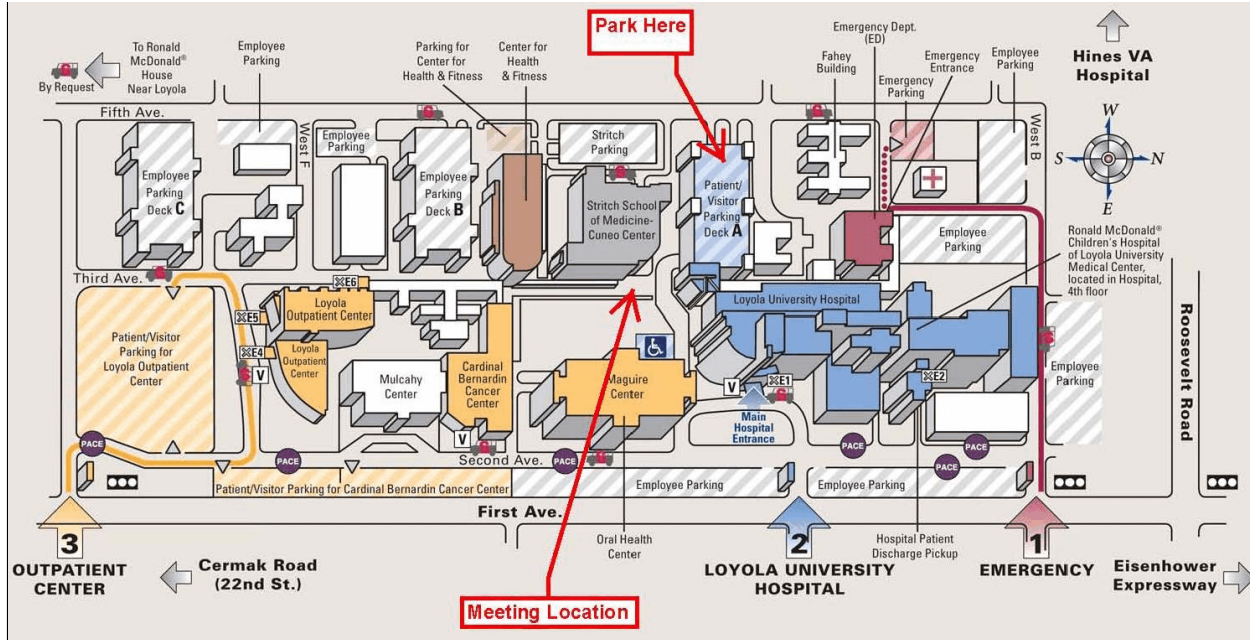 Park Here
To Ronald
McDonald®
House
Near Loyola
By Request
Employee
Parking
Parking for
Center for
Health & Fitness
Center for
Health
& Fitness
Emergency Dept.
(ED)
Fahey
Building
Emergency
Entrance
Emergency
Parking
Employee
Parking
Hines VA
Hospital
Fifth Ave.
West F
West B
W
S
N
E
Employee
Parking
Deck C
Employee
Parking
Employee
Parking
Deck B
Stritch
Parking
Stritch School
of Medicine-
Cuneo Center
Patient/
Visitor
Parking
Deck A
Employee
Parking
Ronald McDonald®
Children's Hospital
of Loyola University
Medical Center,
located in Hospital,
4th floor
Third Ave.
E6
E5
E4
V
Loyola
Outpatient Center
Loyola
Outpatient
Center
Patient/Visitor
Parking for
Loyola Outpatient
Center
Mulcahy
Center
Cardinal
Bernardin
Cancer
Center
V
Maguire
Center
Loyola University Hospital
V
E1
E2
Main
Hospital
Entrance
Employee
Parking
Roosevelt Road
PACE
PACE
PACE
PACE
PACE
PACE
Second Ave.
Patient/Visitor Parking for Cardinal Bernardin Cancer Center
Employee Parking
Employee Parking
First Ave.
3
OUTPATIENT
CENTER
Cermak Road
(22nd St.)
Oral Health
Center
2
LOYOLA UNIVERSITY
HOSPITAL
Hospital Patient
Discharge Pickup
1
EMERGENCY
Eisenhower
Expressway
Meeting Location